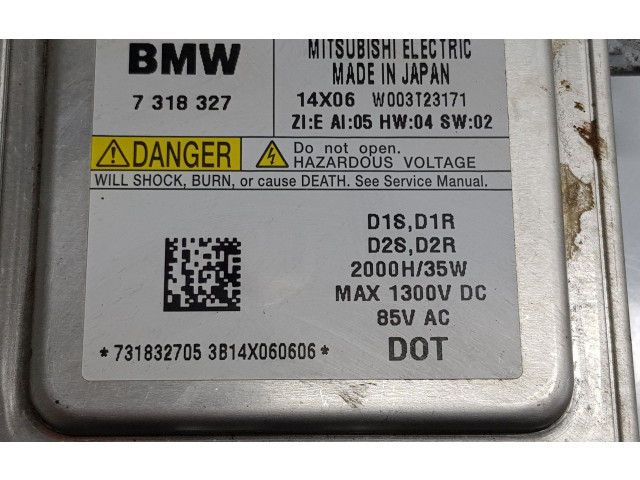 BMW
7 318 327
MITSUBISHI ELECTRIC
MADE IN JAPAN
14X06 W003T23171
ZI:E AI:05 HW:04 SW:02
DANGER
Do not open.
HAZARDOUS VOLTAGE
WILL SHOCK, BURN, or cause DEATH. See Service Manual.
D1S,D1R
D2S,D2R
2000H/35W
MAX 1300V DC
85V AC
*731832705 3B14X060606*
DOT